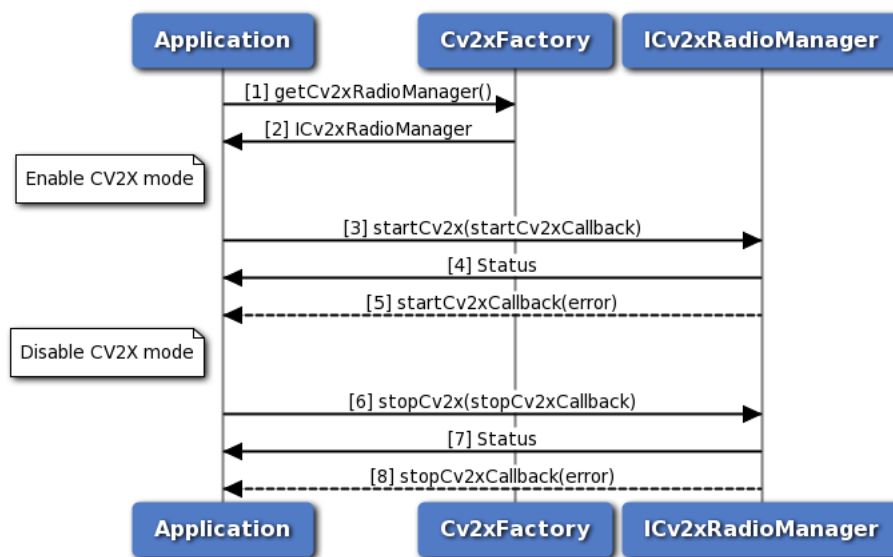 Application
Cv2xFactory
ICv2xRadioManager
[1] getCv2xRadioManager()
[2] ICv2xRadioManager
Enable CV2X mode
[3] startCv2x(startCv2xCallback)
[4] Status
[5] startCv2xCallback(error)
Disable CV2X mode
[6] stopCv2x(stopCv2xCallback)
[7] Status
[8] stopCv2xCallback(error)
Application
Cv2xFactory
ICv2xRadioManager